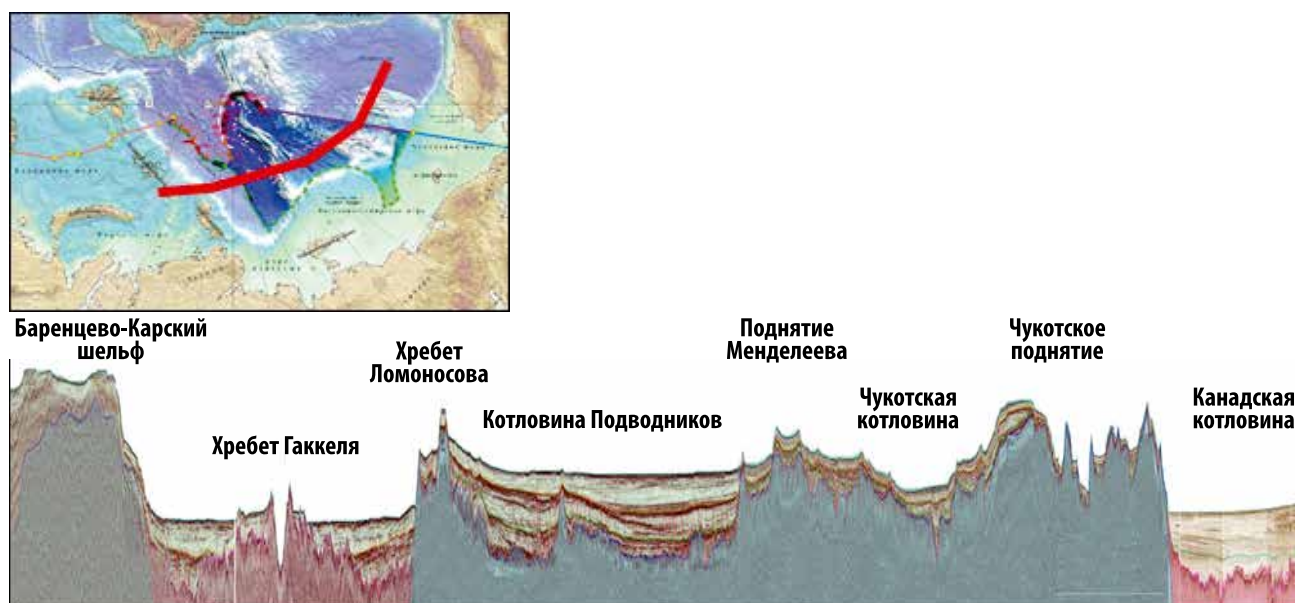 Баренцево-Карский
шельф
Хребет Гаккеля
Хребет
Ломоносова
Котловина Подводников
Поднятие
Менделеева
Чукотская
котловина
Чукотское
поднятие
Канадская
котловина